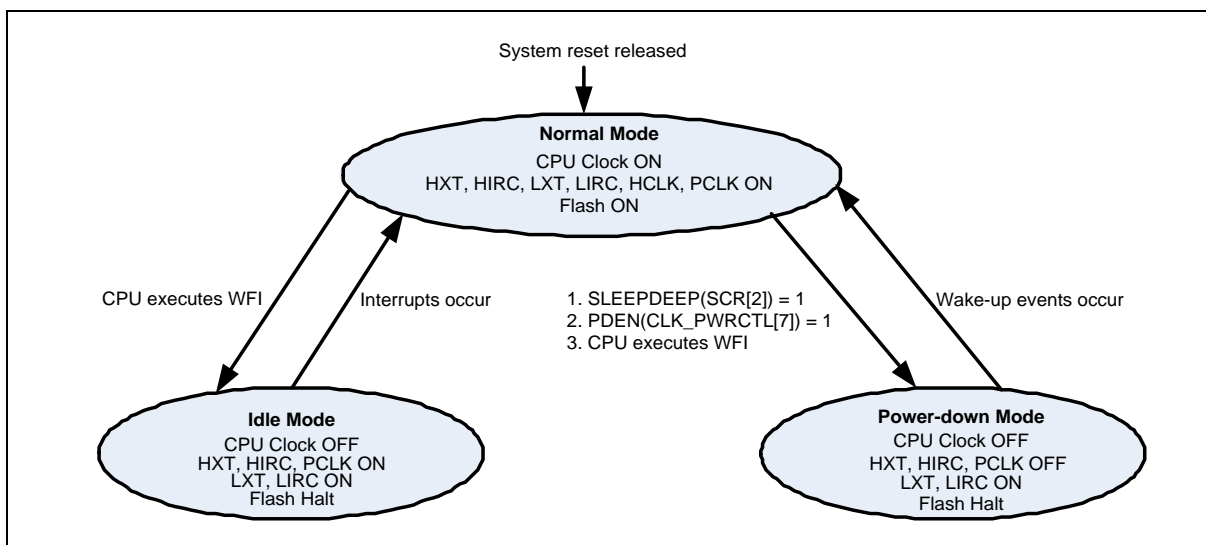 System reset released
Normal Mode
CPU Clock ON
HXT, HIRC, LXT, LIRC, HCLK, PCLK ON
Flash ON
CPU executes WFI
Interrupts occur
1. SLEEPDEEP(SCR[2]) = 1
2. PDEN(CLK_PWRCTL[7]) = 1
3. CPU executes WFI
Wake-up events occur
Idle Mode
CPU Clock OFF
HXT, HIRC, PCLK ON
LXT, LIRC ON
Flash Halt
Power-down Mode
CPU Clock OFF
HXT, HIRC, PCLK OFF
LXT, LIRC ON
Flash Halt